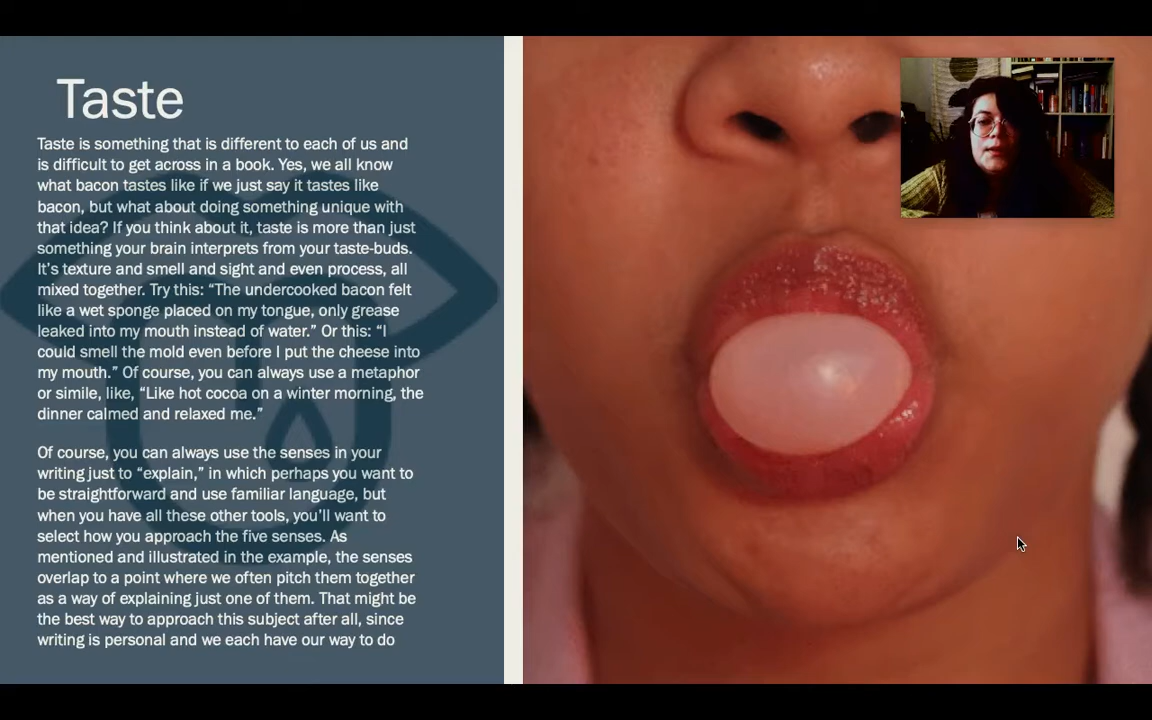 Taste
Taste is something that is different to each of us and
is difficult to get across in a book. Yes, we all know
what bacon tastes like if we just say it tastes like
bacon, but what about doing something unique with
that idea? If you think about it, taste is more than just
something your brain interprets from your taste-buds.
It’s texture and smell and sight and even process, all
mixed together. Try this: “The undercooked bacon felt
like a wet sponge placed on my tongue, only grease
leaked into my mouth instead of water.” Or this: “I
could smell the mold even before I put the cheese into
my mouth.” Of course, you can always use a metaphor
or simile, like, “Like hot cocoa on a winter morning, the
dinner calmed and relaxed me.”
Of course, you can always use the senses in your
writing just to “explain,” in which perhaps you want to
be straightforward and use familiar language, but
when you have all these other tools, you’ll want to
select how you approach the five senses. As
mentioned and illustrated in the example, the senses
overlap to a point where we often pitch them together
as a way of explaining just one of them. That might be
the best way to approach this subject after all, since
writing is personal and we each have our way to do